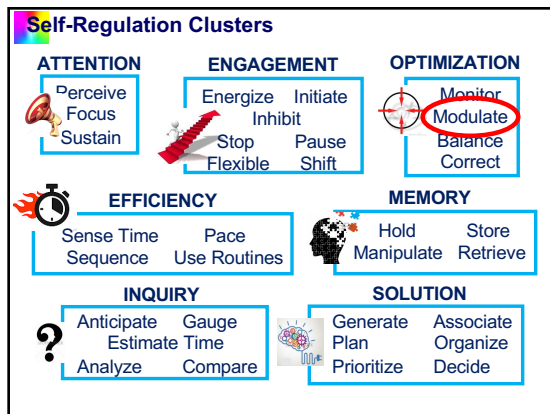 Self-Regulation Clusters
ATTENTION
Perceive
Focus
Sustain
ENGAGEMENT
Energize Initiate
Inhibit
Stop Pause
Flexible Shift
OPTIMIZATION
Monitor
Modulate
Balance
Correct
EFFICIENCY
Sense Time Pace
Sequence Use Routines
MEMORY
Hold Store
Manipulate Retrieve
INQUIRY
Anticipate Gauge
Estimate Time
Analyze Compare
?
SOLUTION
Generate Associate
Plan Organize
Prioritize Decide